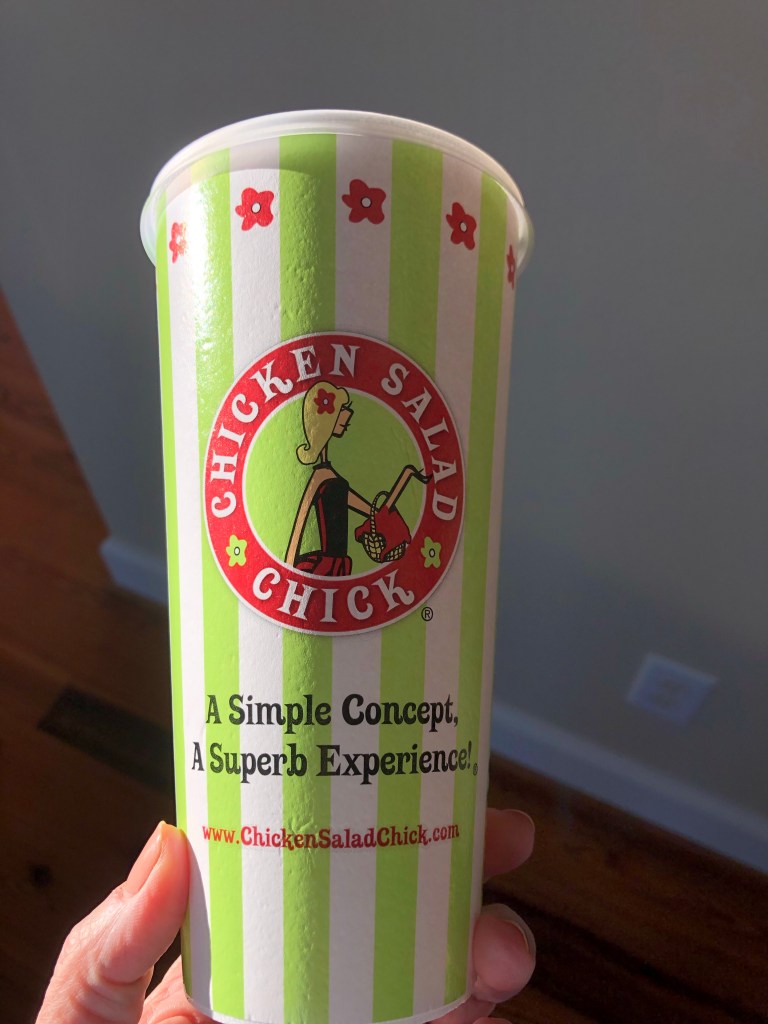 CHICKEN SALAD
CHICK
®
A Simple Concept,
A Superb Experience!®
www.ChickenSaladChick.com